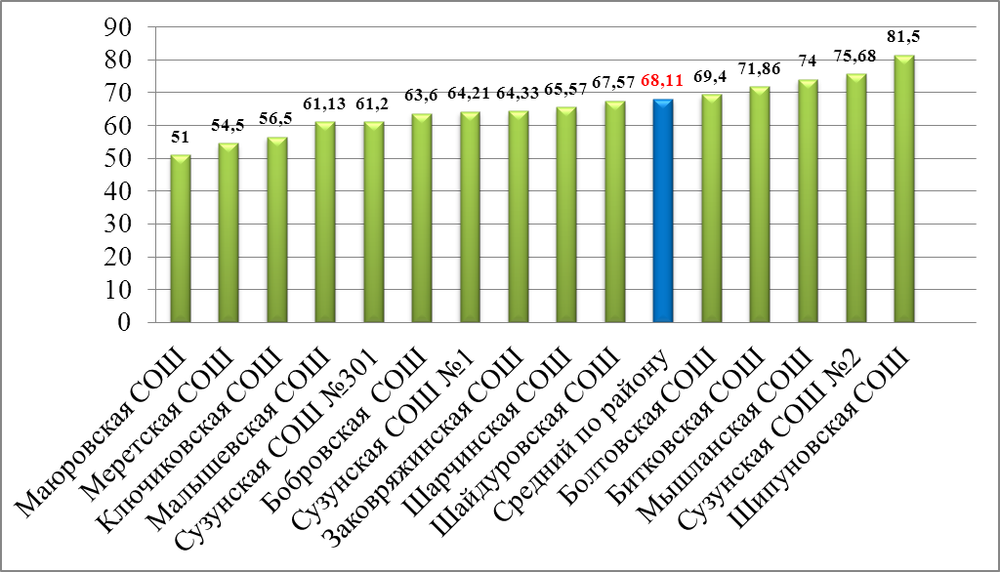 90
80
70
60
50
40
30
20
10
0
51
54,5
56,5
61,13
61,2
63,6
64,21
64,33
65,57
67,57
68,11
69,4
71,86
74
75,68
81,5
Маюровская СОШ
Меретская СОШ
Ключиковская СОШ
Малышевская СОШ
Сузунская СОШ №301
Бобровская СОШ
Сузунская СОШ №1
Заковряжинская СОШ
Шарчинская СОШ
Шайдуровская СОШ
Средний по району
Болтовская СОШ
Битковская СОШ
Мышланская СОШ
Сузунская СОШ №2
Шипуновская СОШ